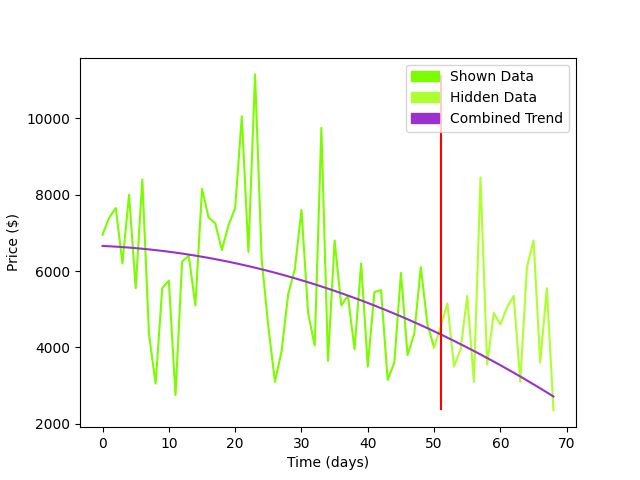 Shown Data
Hidden Data
Combined Trend
10000
8000
6000
4000
2000
Price ($)
0 10 20 30 40 50 60 70
Time (days)